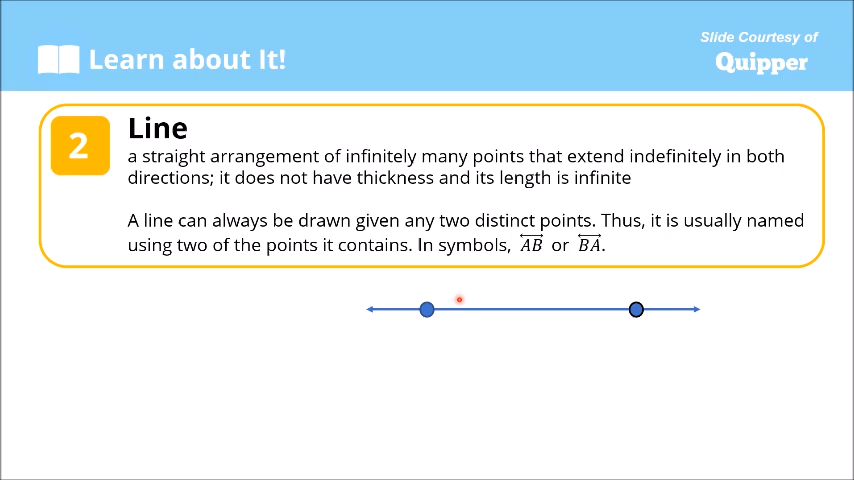 Learn about It!
Slide Courtesy of
Quipper
2
Line
a straight arrangement of infinitely many points that extend indefinitely in both
directions; it does not have thickness and its length is infinite
A line can always be drawn given any two distinct points. Thus, it is usually named
using two of the points it contains. In symbols, \overleftrightarrow{AB} or \overleftrightarrow{BA}.